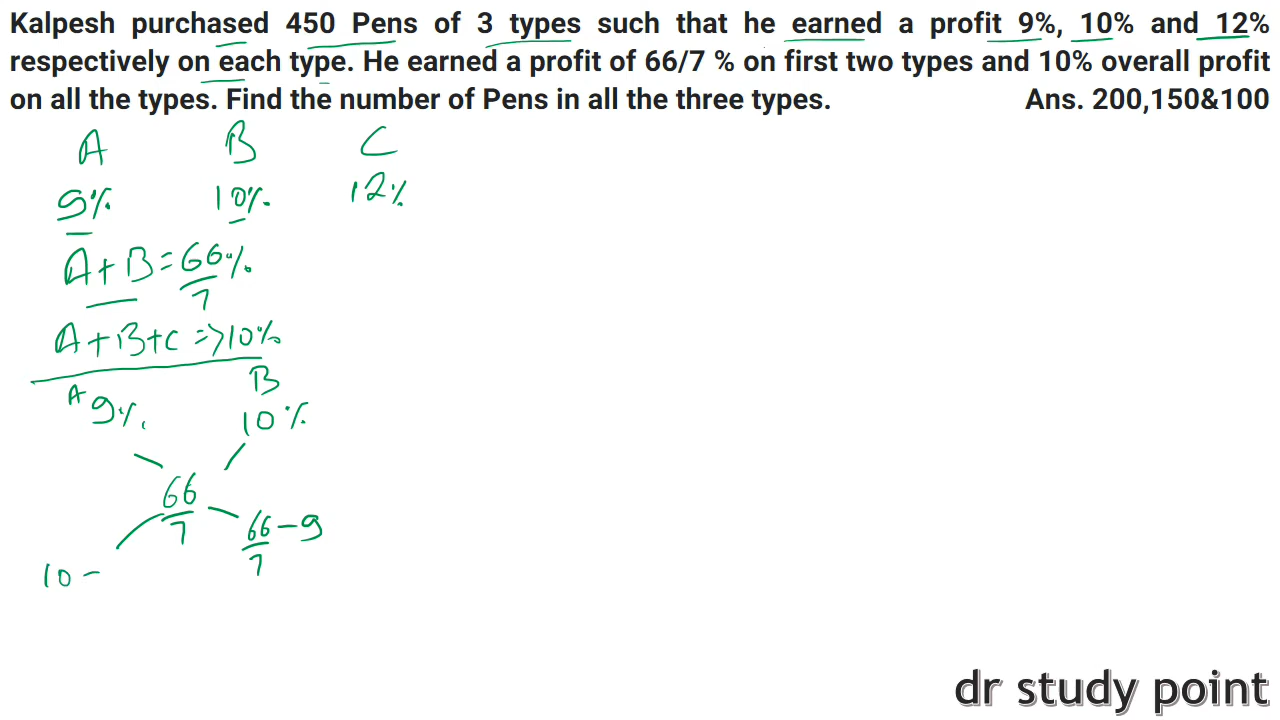 Kalpesh purchased 450 Pens of 3 types such that he earned a profit 9%, 10% and 12%
respectively on each type. He earned a profit of 66/7 % on first two types and 10% overall profit
on all the types. Find the number of Pens in all the three types. Ans. 200,150&100
A B C
9% 10% 12%
A+B=66/7%
A+B+C=>10%
A B
9% 10%
66/7
66/7-9
10-
dr study point